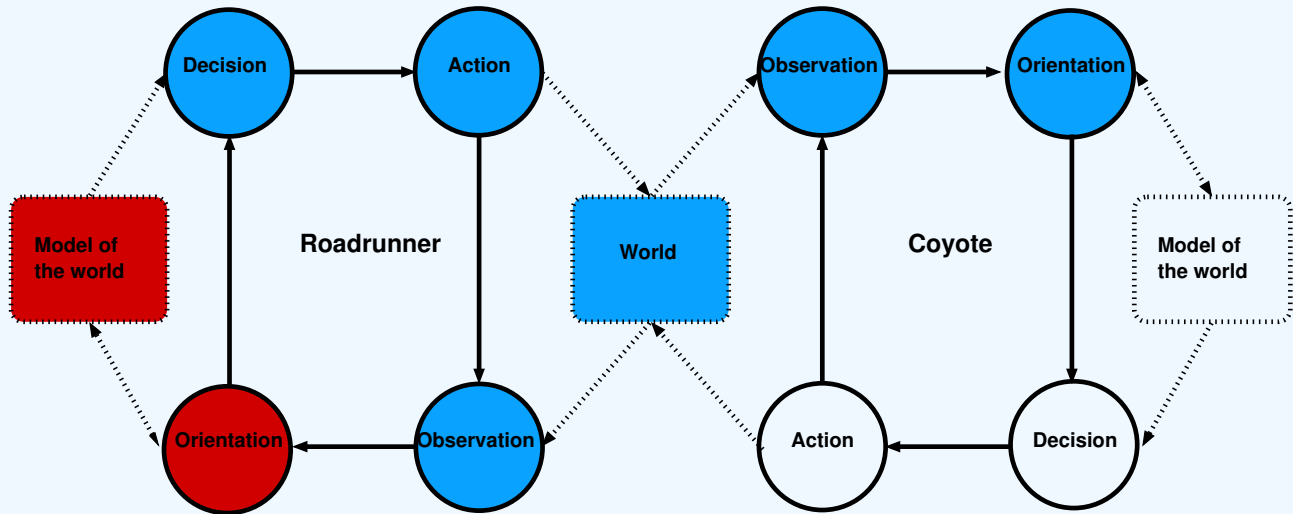 Decision
Action
Observation
Orientation
Model of
the world
Roadrunner
World
Coyote
Model of
the world
Orientation
Observation
Action
Decision